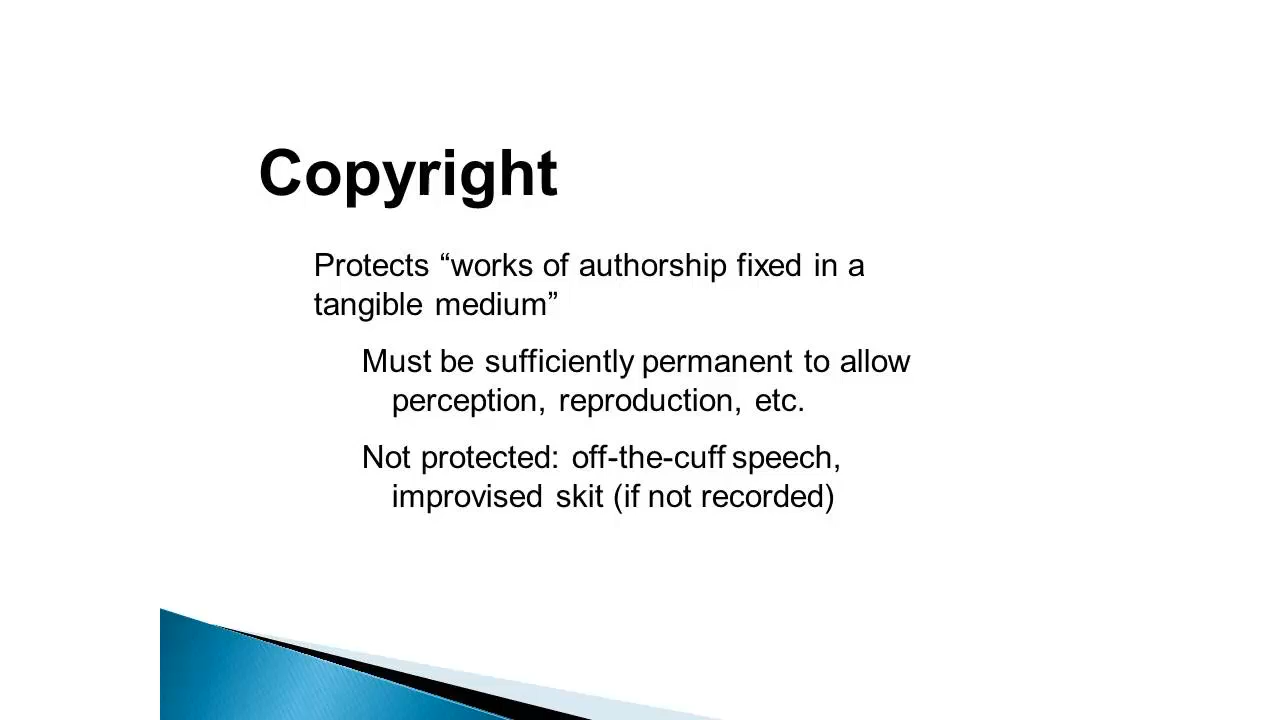 Copyright
Protects “works of authorship fixed in a
tangible medium”
Must be sufficiently permanent to allow
perception, reproduction, etc.
Not protected: off-the-cuff speech,
improvised skit (if not recorded)